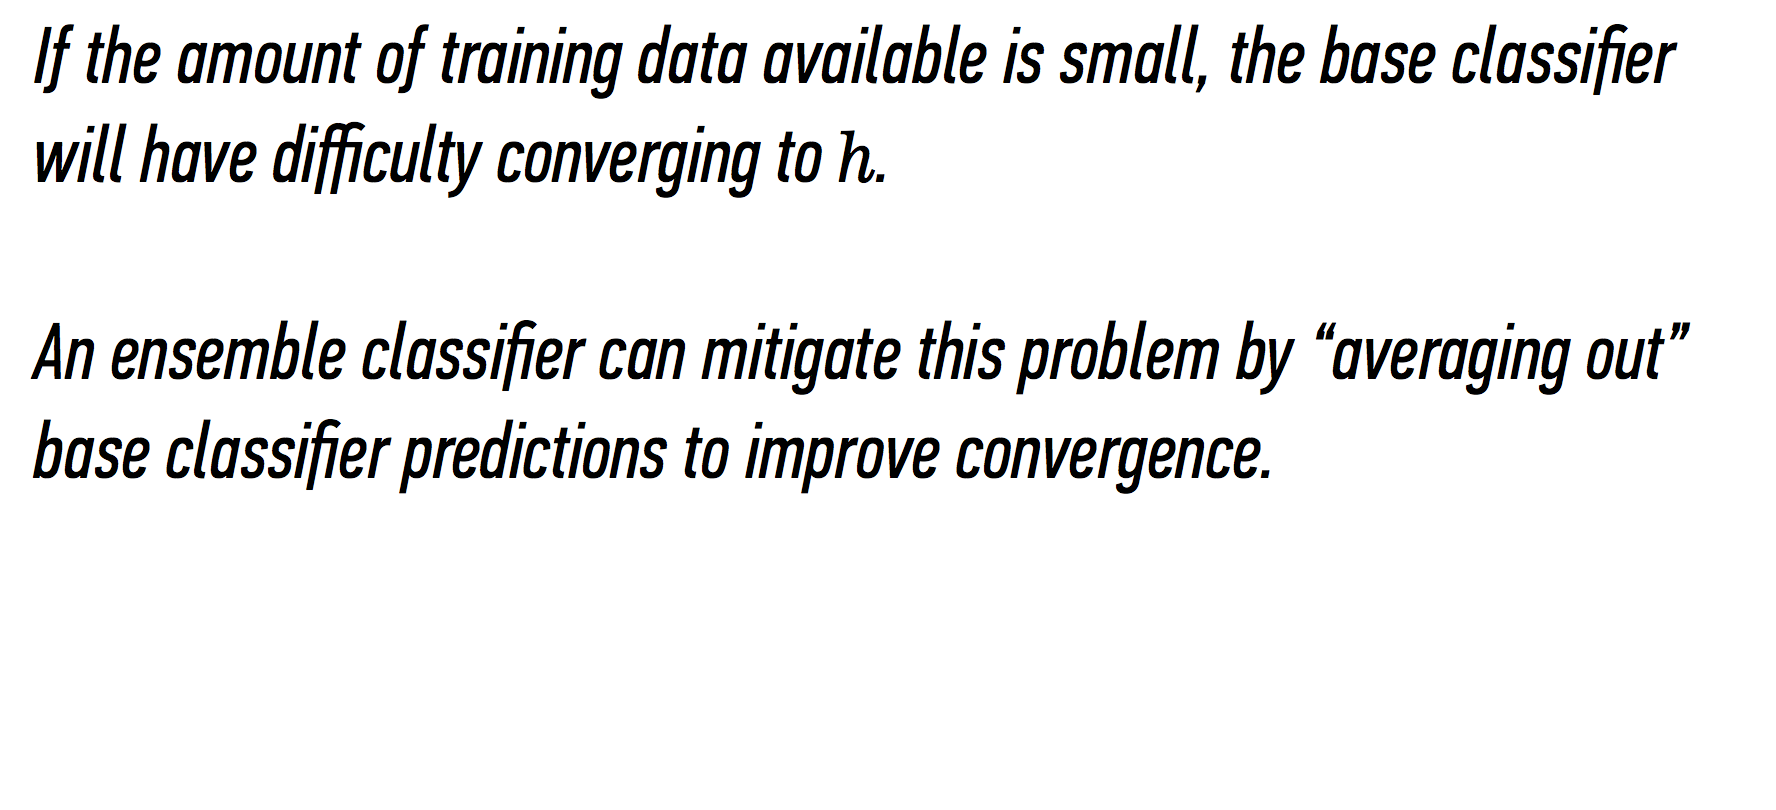 If the amount of training data available is small, the base classifier
will have difficulty converging to h.
An ensemble classifier can mitigate this problem by “averaging out”
base classifier predictions to improve convergence.